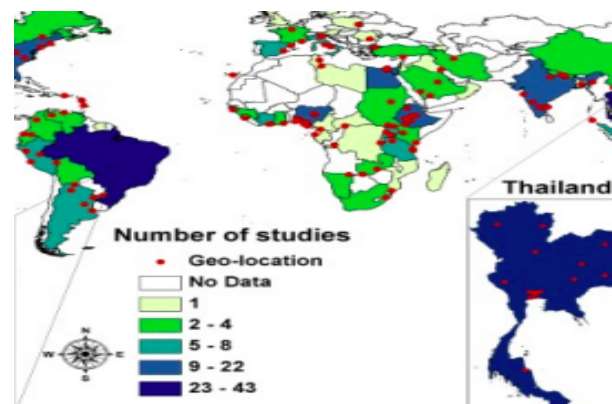 Thailand
Number of studies
Geo-location
No Data
1
2 - 4
5 - 8
9 - 22
23 - 43
N
W E
S